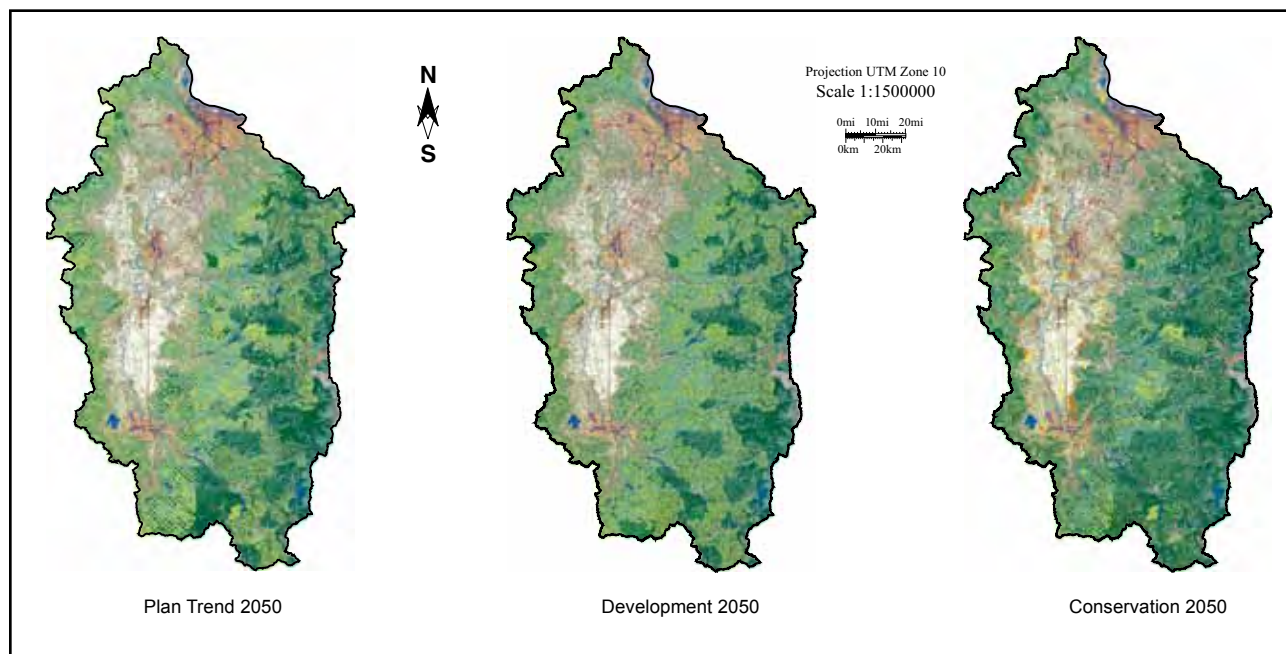 N
S
Projection UTM Zone 10
Scale 1:1500000
0mi 10mi 20mi
0km 20km
Plan Trend 2050
Development 2050
Conservation 2050